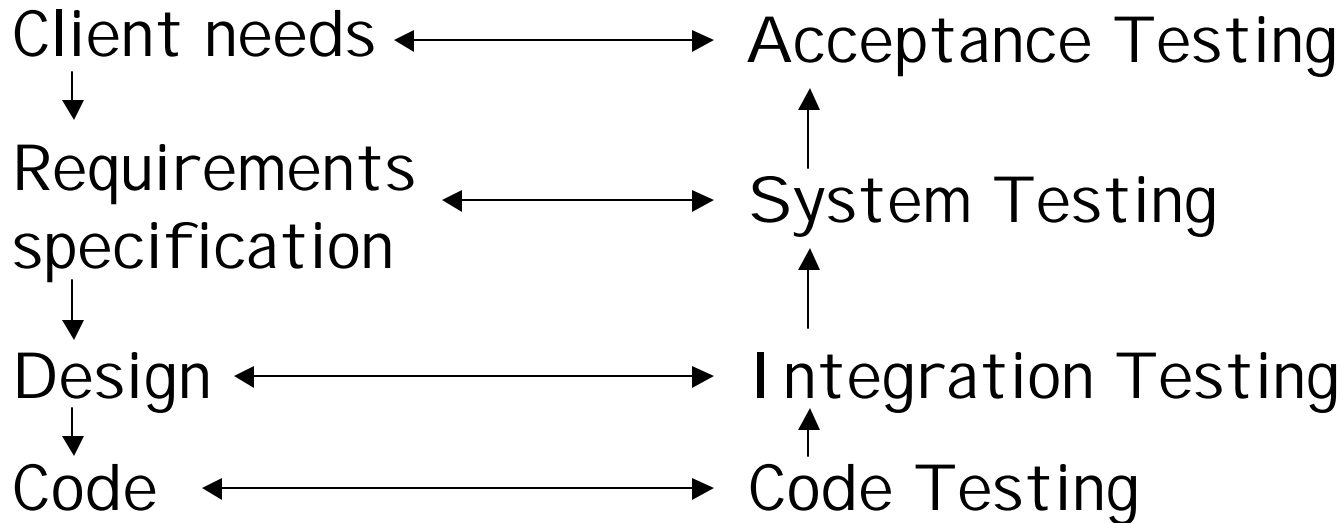 Client needs
Acceptance Testing
Requirements
specification
System Testing
Design
Integration Testing
Code
Code Testing